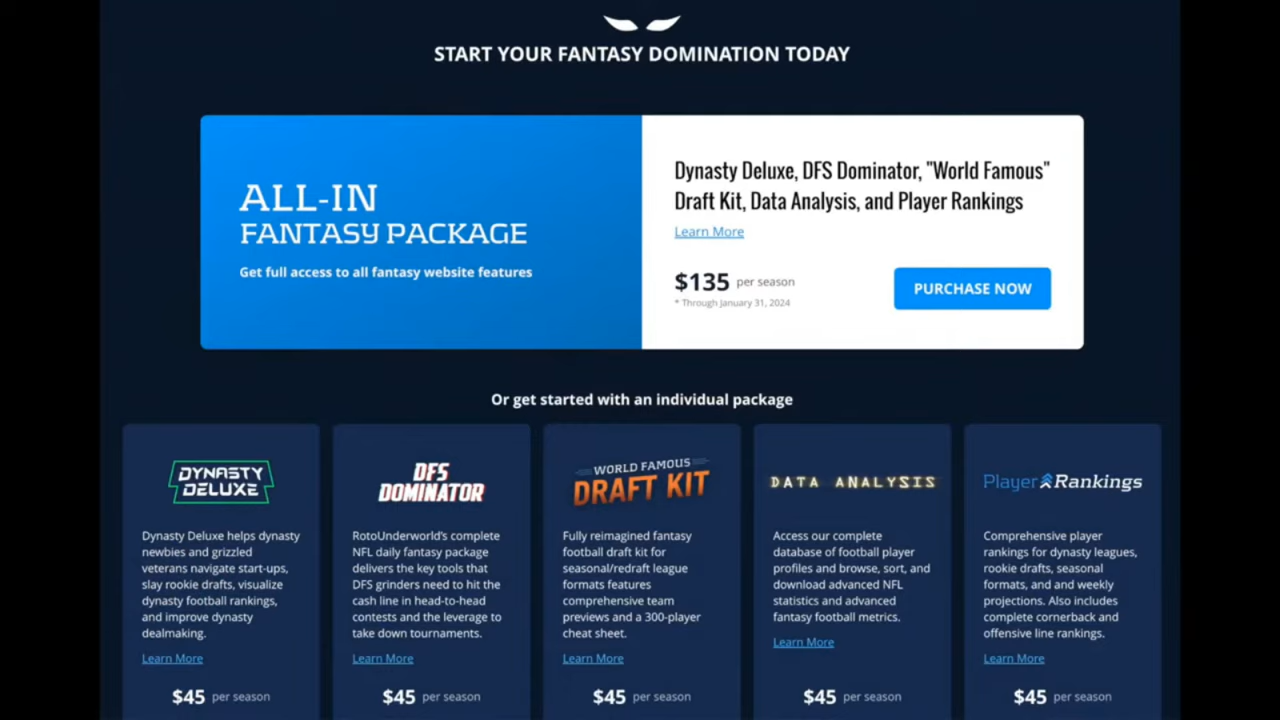 START YOUR FANTASY DOMINATION TODAY
ALL-IN
FANTASY PACKAGE
Get full access to all fantasy website features
Dynasty Deluxe, DFS Dominator, "World Famous"
Draft Kit, Data Analysis, and Player Rankings
Learn More
$135 per season
* Through January 31, 2024
PURCHASE NOW
Or get started with an individual package
DYNASTY
DELUXE
Dynasty Deluxe helps dynasty
newbies and grizzled
veterans navigate start-ups,
slay rookie drafts, visualize
dynasty football rankings,
and improve dynasty
dealmaking.
Learn More
$45 per season
DFS
DOMINATOR
RotoUnderworld's complete
NFL daily fantasy package
delivers the key tools that
DFS grinders need to hit the
cash line in head-to-head
contests and the leverage to
take down tournaments.
Learn More
$45 per season
WORLD FAMOUS
DRAFT KIT
Fully reimagined fantasy
football draft kit for
seasonal/redraft league
formats features
comprehensive team
previews and a 300-player
cheat sheet.
Learn More
$45 per season
DATA ANALYSIS
Access our complete
database of football player
profiles and browse, sort, and
download advanced NFL
statistics and advanced
fantasy football metrics.
Learn More
$45 per season
Player Rankings
Comprehensive player
rankings for dynasty leagues,
rookie drafts, seasonal
formats, and and weekly
projections. Also includes
complete cornerback and
offensive line rankings.
Learn More
$45 per season